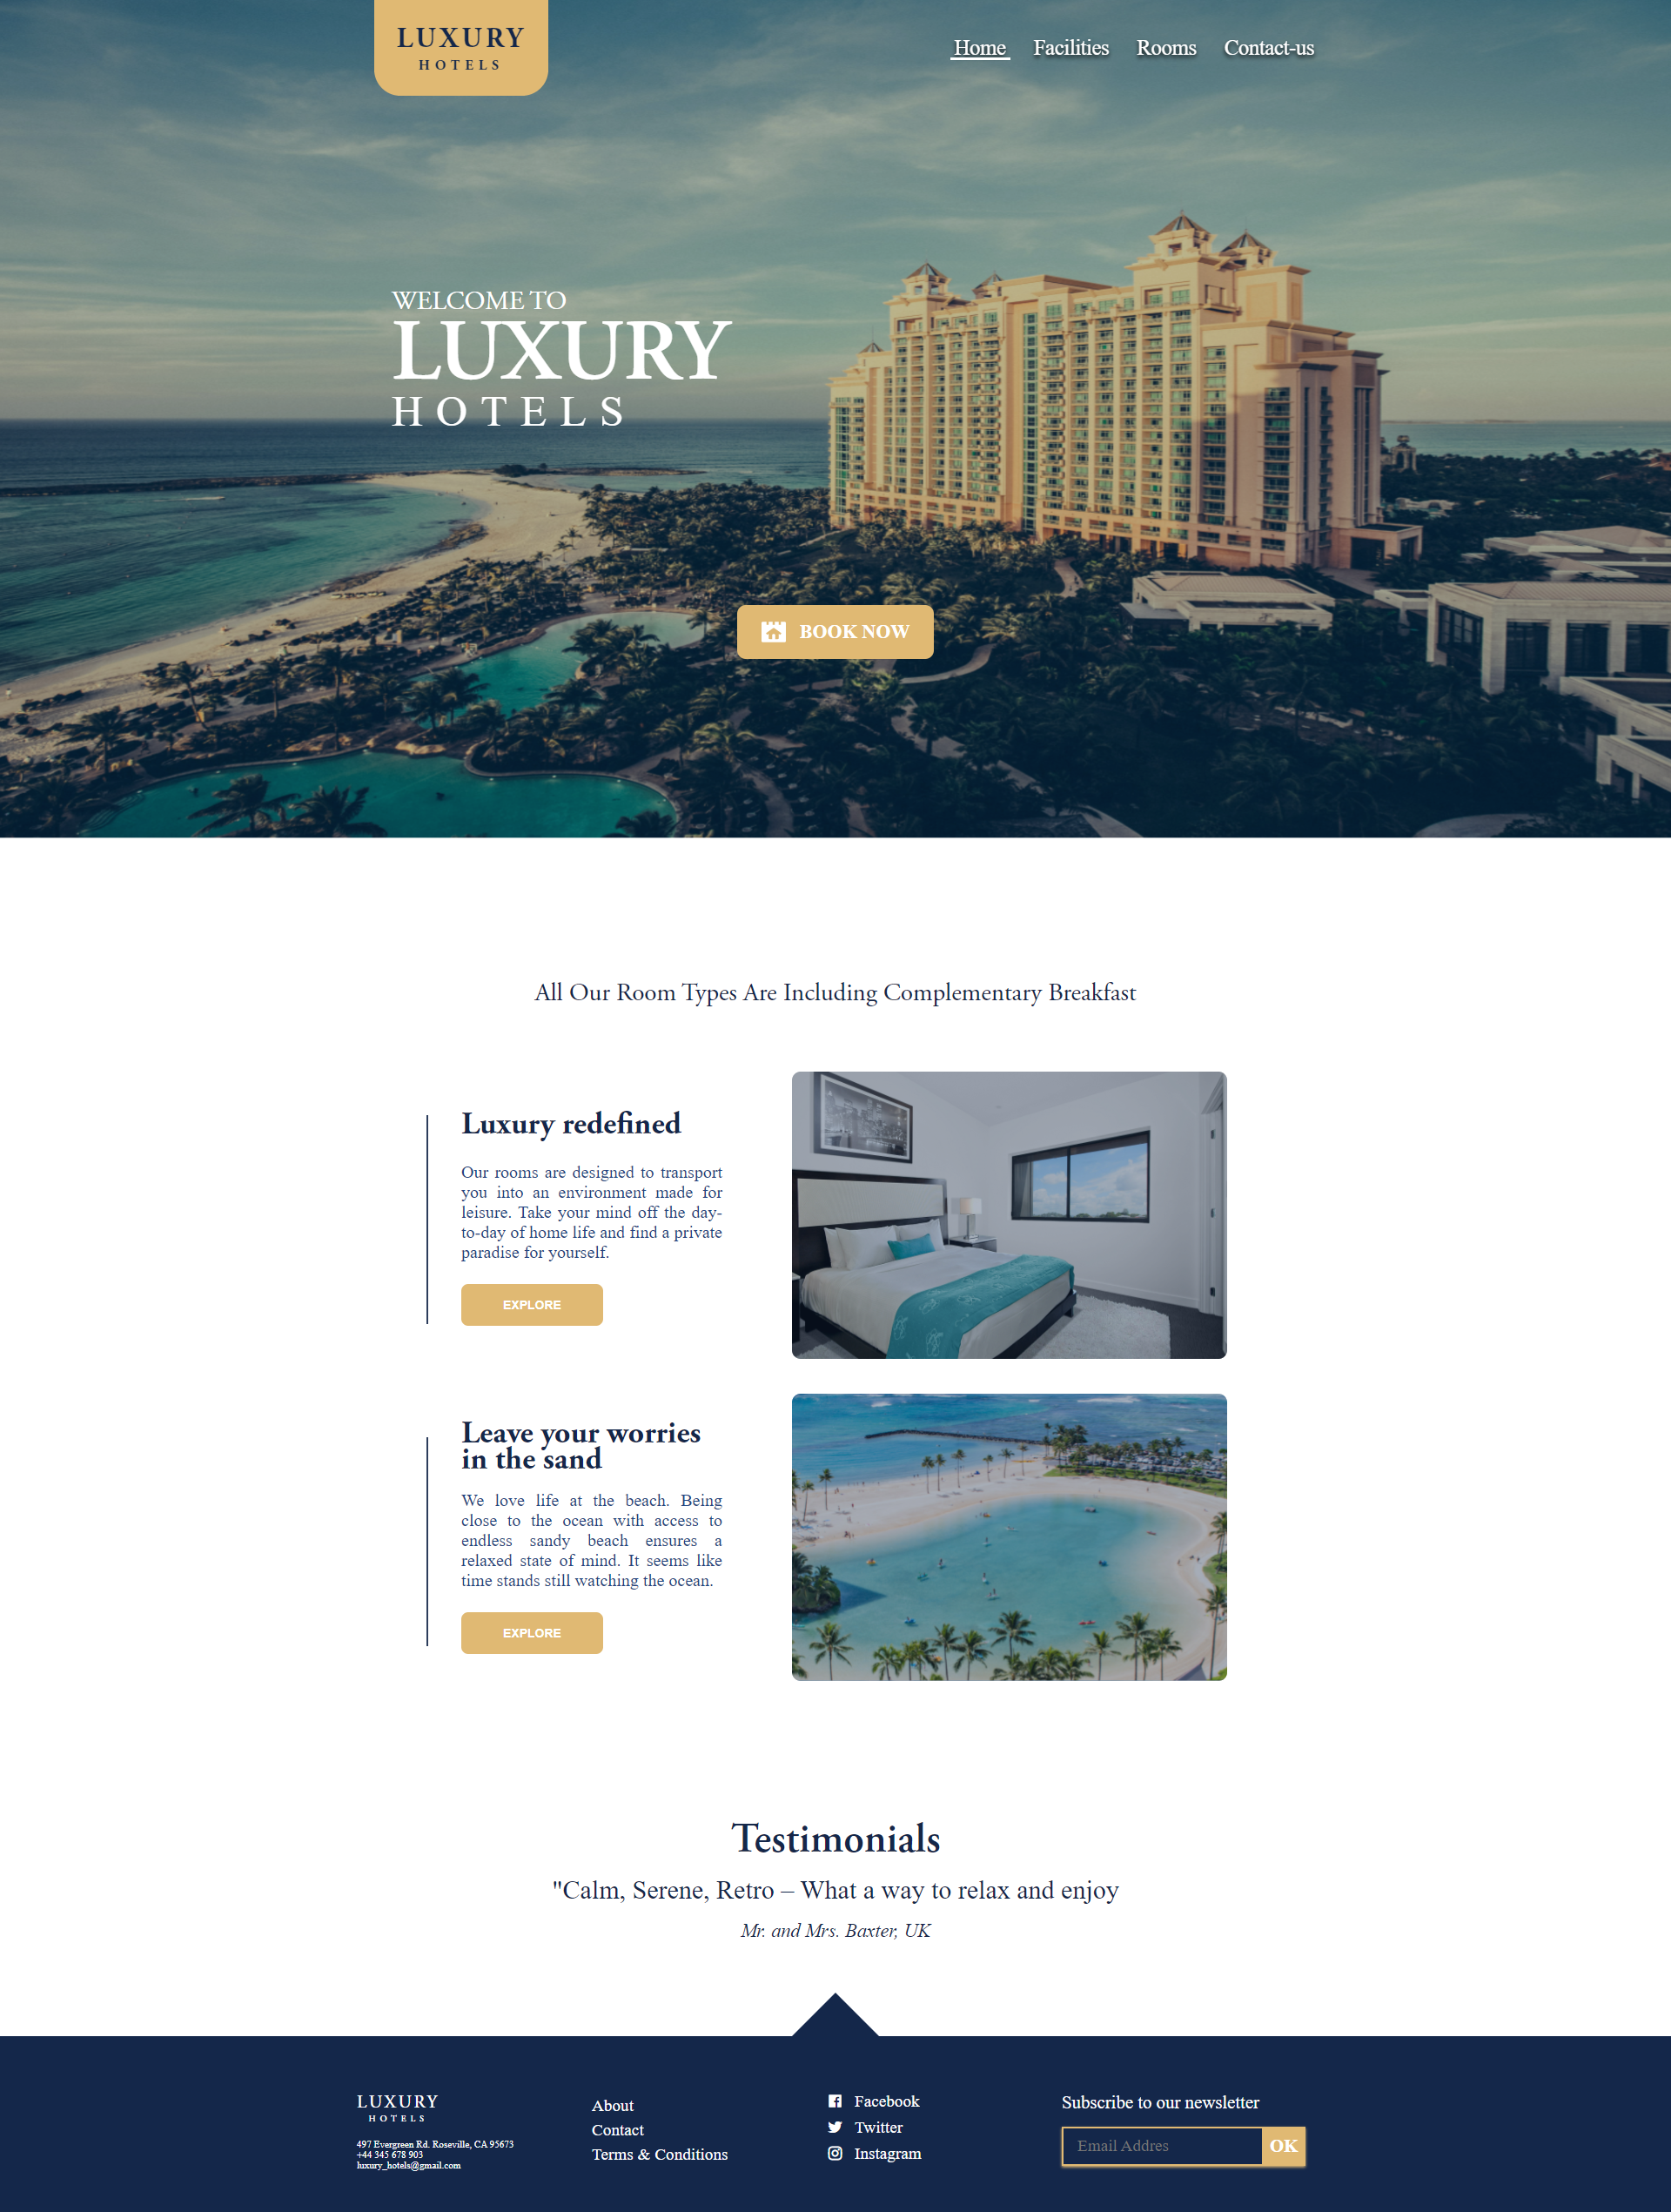 LUXURY
HOTELS
Home Facilities Rooms Contact-us
WELCOME TO
LUXURY
HOTELS
BOOK NOW
All Our Room Types Are Including Complementary Breakfast
Luxury redefined
Our rooms are designed to transport
you into an environment made for
leisure. Take your mind off the day-
to-day of home life and find a private
paradise for yourself.
EXPLORE
Leave your worries
in the sand
We love life at the beach. Being
close to the ocean with access to
endless sandy beach ensures a
relaxed state of mind. It seems like
time stands still watching the ocean.
EXPLORE
Testimonials
"Calm, Serene, Retro – What a way to relax and enjoy
Mr. and Mrs. Baxter, UK
LUXURY
HOTELS
497 Evergreen Rd. Roseville, CA 95673
+44 345 678 903
luxury_hotels@gmail.com
About
Contact
Terms & Conditions
Facebook
Twitter
Instagram
Subscribe to our newsletter
Email Addres
OK